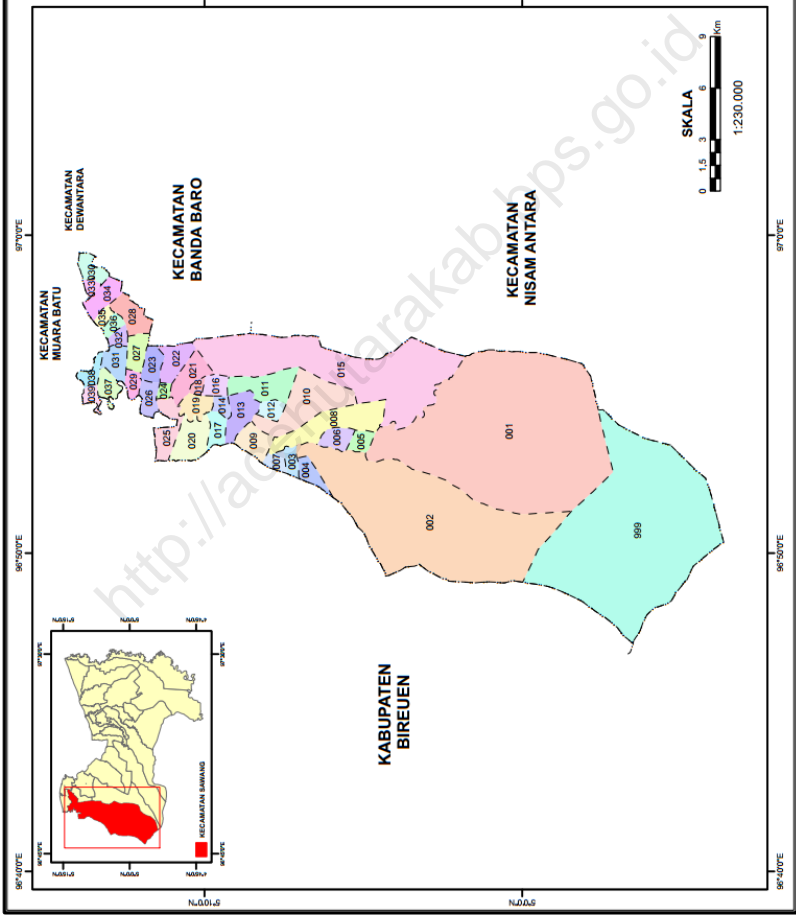 KECAMATAN
DEWANTARA
KECAMATAN
MUARA BATU
KECAMATAN
BANDA BARO
KECAMATAN
NISAM ANTARA
KABUPATEN
BIREUEN
SKALA
0 1,5 3 6 9
Km
1:230.000
97°0'0"E
96°50'0"E
96°40'0"E
5°10'0"N
5°0'0"N
KECAMATAN SAWANG
039
038
033
030
034
035
036
028
032
031
037
027
029
023
022
026
024
021
025
019
018
016
020
017
014
013
011
012
015
010
009
008
007
003
004
006
005
001
002
999
http://acehutarakab.bps.go.id